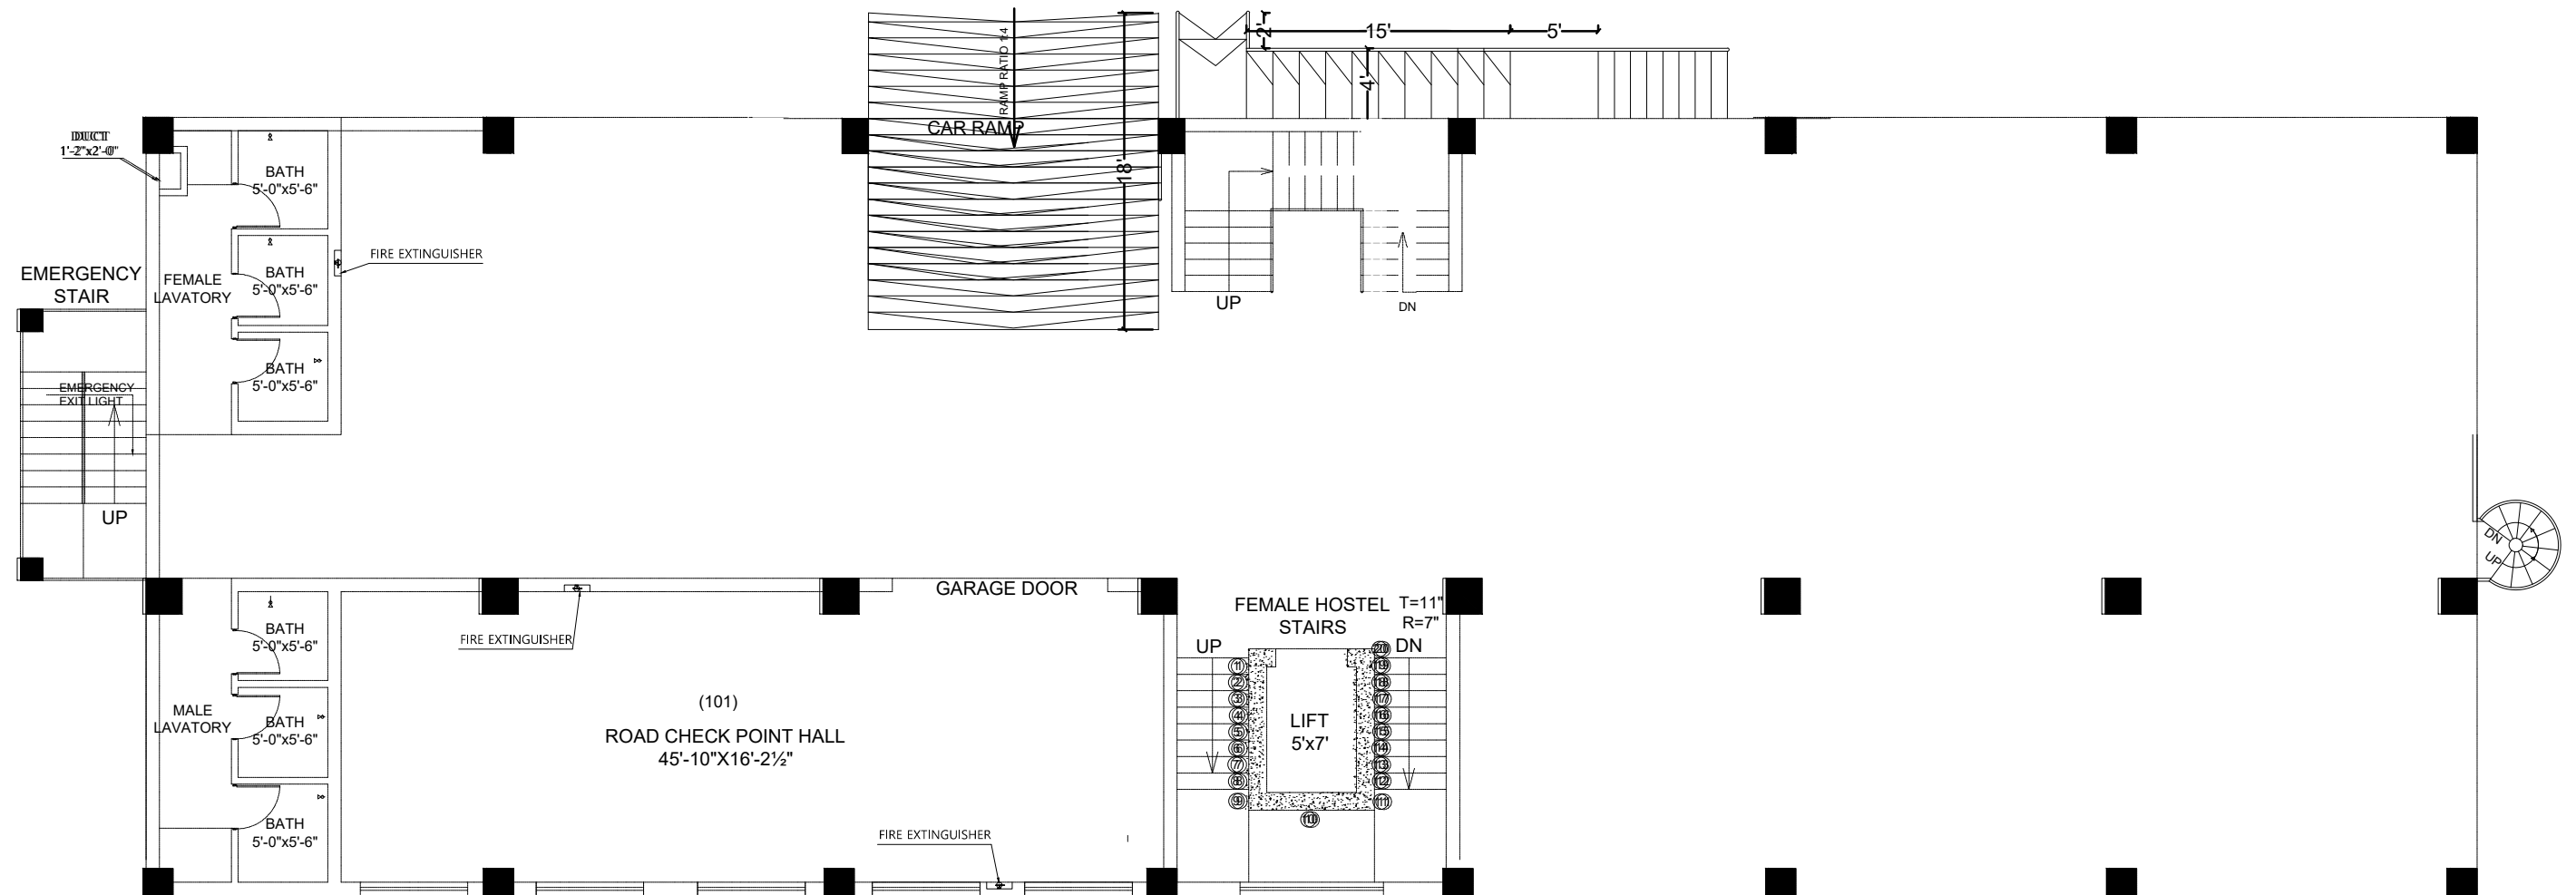 2'
15'
5'
RAMP RATIO 1:4
4'
CAR RAMP
18'
DUCT
1'-2"x2'-0"
BATH
5'-0"x5'-6"
FIRE EXTINGUISHER
EMERGENCY
STAIR
FEMALE
LAVATORY
BATH
5'-0"x5'-6"
UP
DN
BATH
5'-0"x5'-6"
EMERGENCY
EXIT LIGHT
UP
DN
UP
GARAGE DOOR
BATH
5'-0"x5'-6"
FIRE EXTINGUISHER
FEMALE HOSTEL
STAIRS
T=11"
R=7"
UP
DN
MALE
LAVATORY
BATH
5'-0"x5'-6"
(101)
ROAD CHECK POINT HALL
45'-10"X16'-2½"
LIFT
5'x7'
1
2
3
4
5
6
7
8
9
10
11
12
13
14
15
16
17
18
19
20
BATH
5'-0"x5'-6"
FIRE EXTINGUISHER